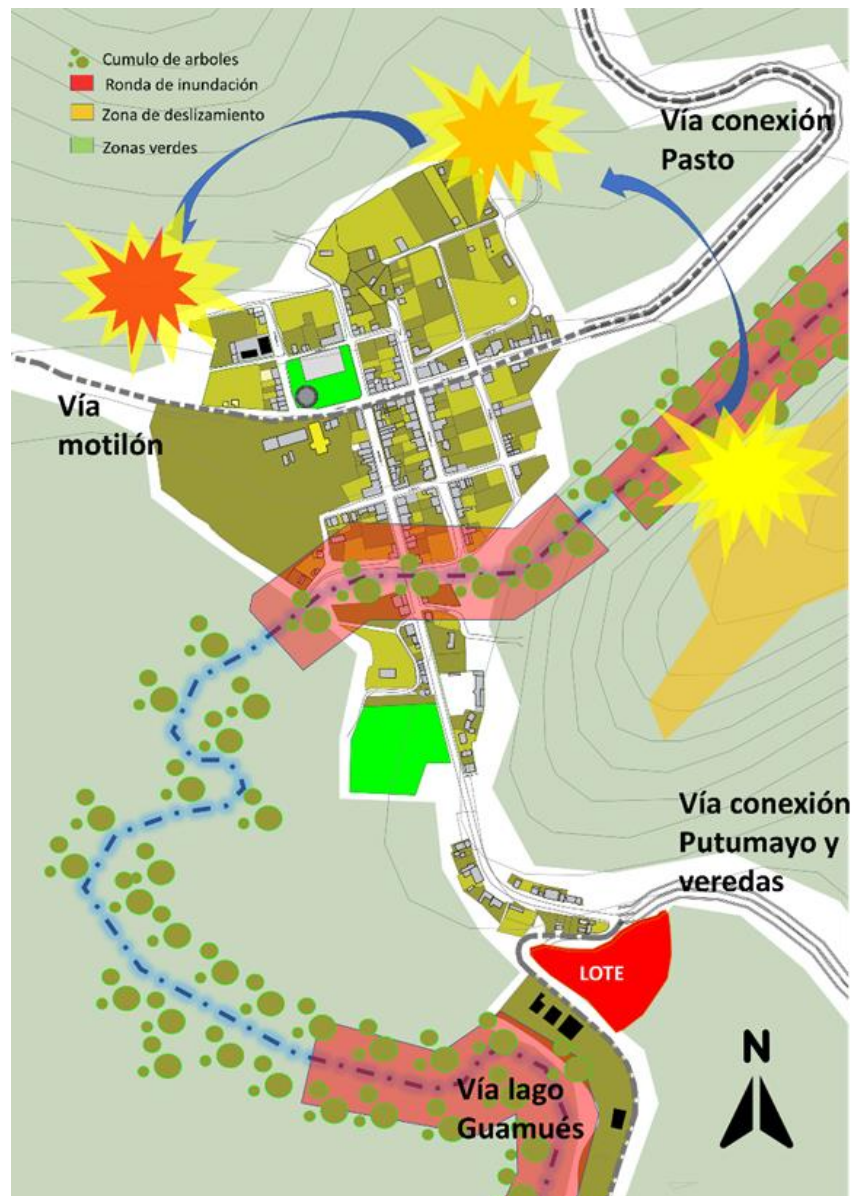 Cumulo de arboles
Ronda de inundación
Zona de deslizamiento
Zonas verdes
Vía conexión
Pasto
Vía
motilón
Vía conexión
Putumayo y
veredas
LOTE
Vía lago
Guamués
N